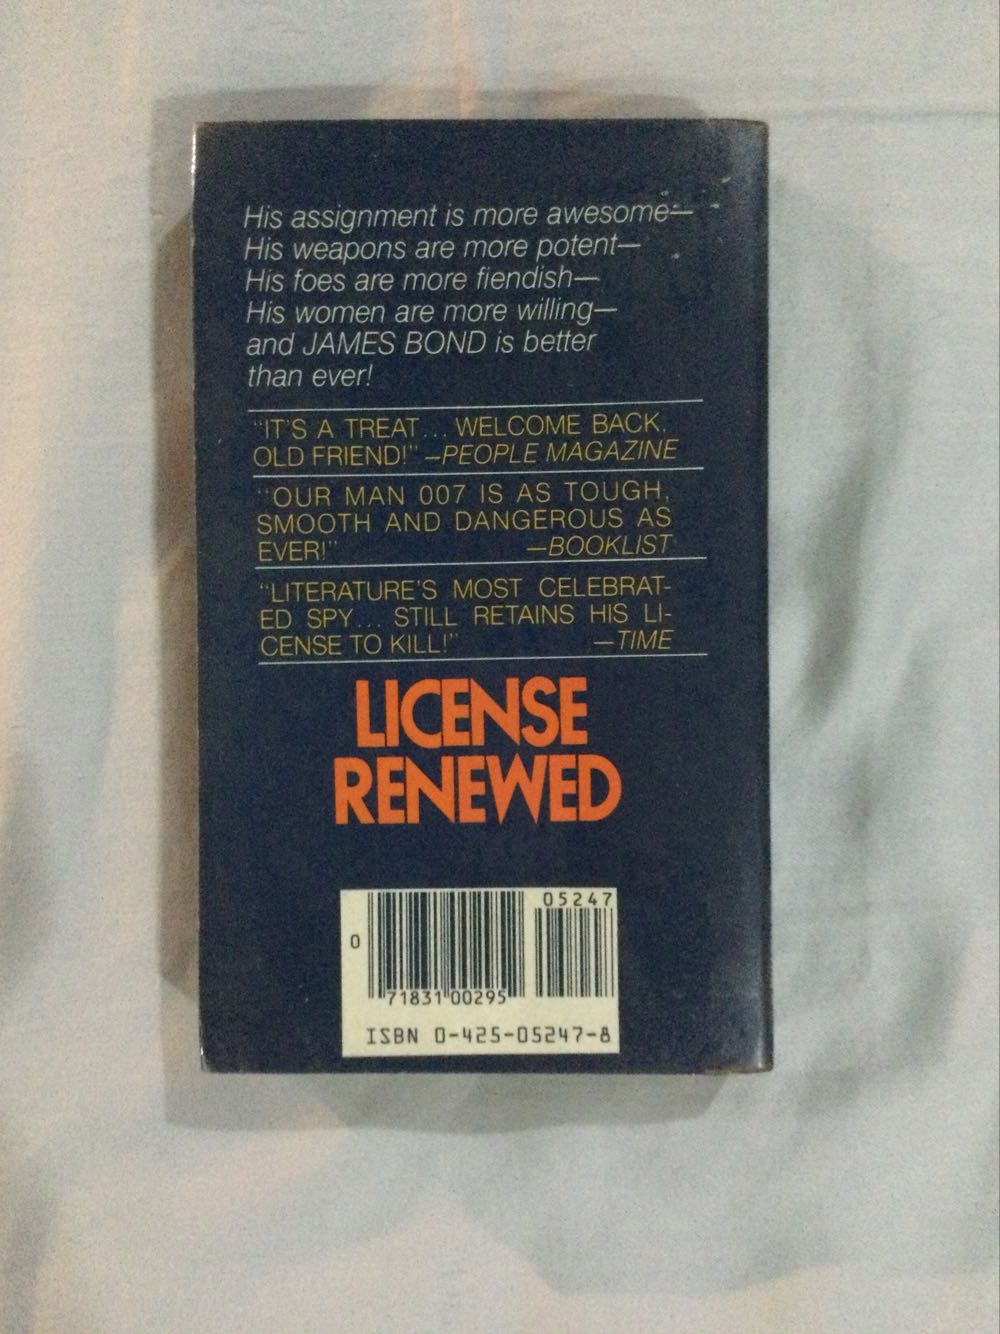 His assignment is more awesome—
His weapons are more potent—
His foes are more fiendish—
His women are more willing—
and JAMES BOND is better
than ever!
"IT'S A TREAT... WELCOME BACK,
OLD FRIEND!" —PEOPLE MAGAZINE
"OUR MAN 007 IS AS TOUGH,
SMOOTH AND DANGEROUS AS
EVER!" —BOOKLIST
"LITERATURE'S MOST CELEBRAT-
ED SPY... STILL RETAINS HIS LI-
CENSE TO KILL!" —TIME
LICENSE
RENEWED
05247
0
71831 00295
ISBN 0-425-05247-8